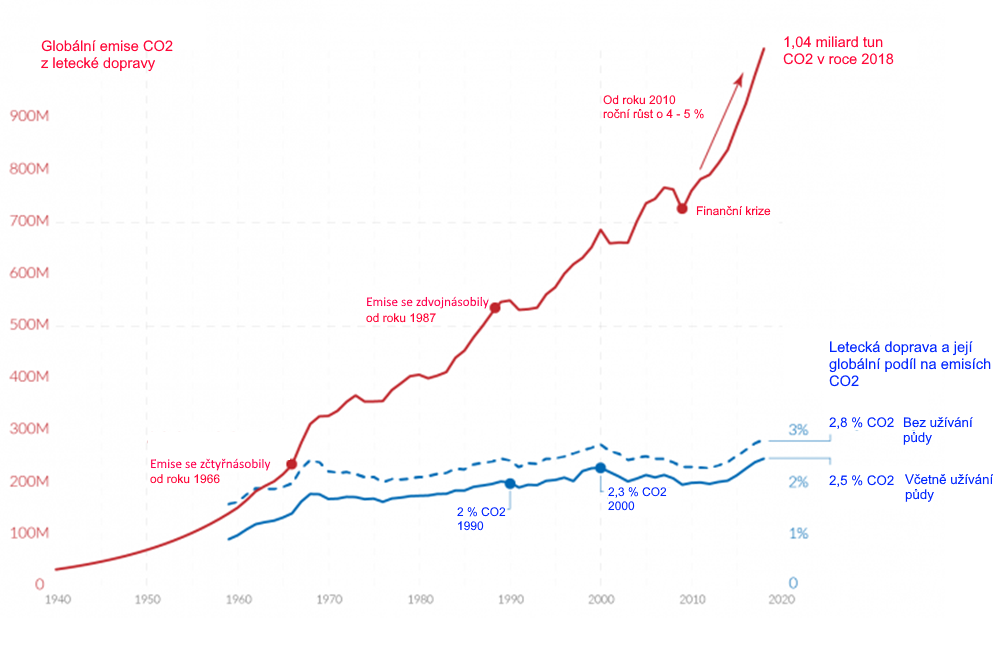 Globální emise CO2
z letecké dopravy
1,04 miliard tun
CO2 v roce 2018
Od roku 2010
roční růst o 4 - 5 %
900M
800M
700M
600M
500M
400M
300M
200M
100M
0
Finanční krize
Emise se zdvojnásobily
od roku 1987
Emise se zčtyřnásobily
od roku 1966
Letecká doprava a její
globální podíl na emisích
CO2
2,8 % CO2 Bez užívání
půdy
2,5 % CO2 Včetně užívání
půdy
3%
2%
1%
0
2 % CO2
1990
2,3 % CO2
2000
1940 1950 1960 1970 1980 1990 2000 2010 2020